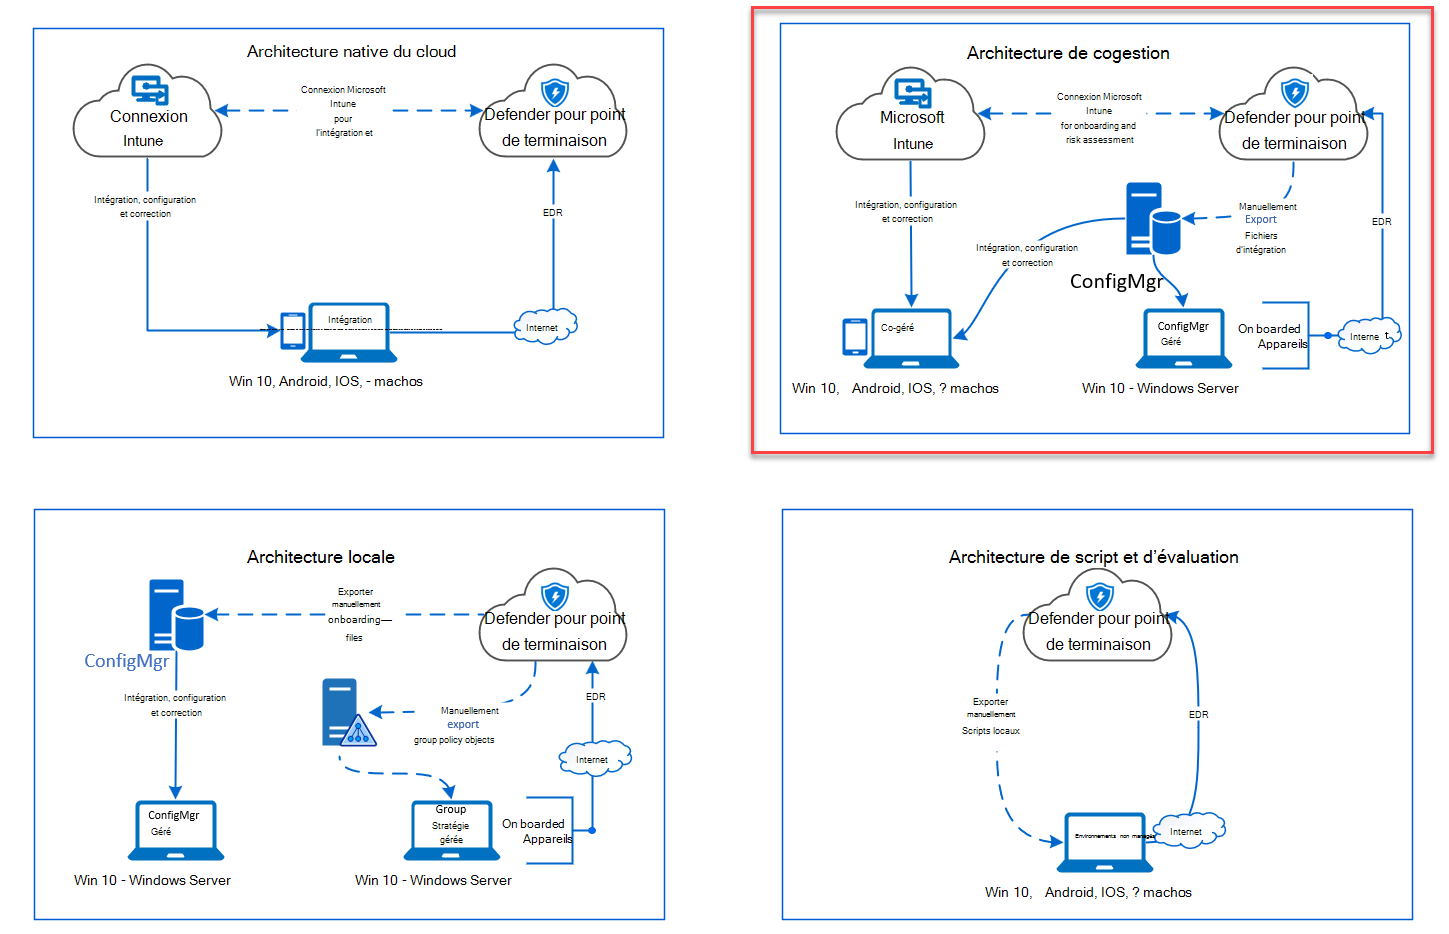 Architecture native du cloud
Connexion
Intune
Connexion Microsoft
Intune
pour
l'intégration et
Defender pour point
de terminaison
Intégration, configuration
et correction
EDR
Intégration
Internet
Win 10, Android, IOS, - machos
Architecture de cogestion
Microsoft
Intune
Connexion Microsoft
Intune
for onboarding and
risk assessment
Defender pour point
de terminaison
Intégration, configuration
et correction
Manuellement
Export
Fichiers
d'intégration
EDR
Intégration, configuration
et correction
ConfigMgr
Co-géré
ConfigMgr
Géré
On boarded
Appareils
Interne t.
Win 10, Android, IOS, ? machos
Win 10 - Windows Server
Architecture locale
ConfigMgr
Exporter
manuellement
onboarding—
files
Defender pour point
de terminaison
Intégration, configuration
et correction
Manuellement
export
group policy objects
EDR
Internet
ConfigMgr
Géré
Group
Stratégie
gérée
On boarded
Appareils
Win 10 - Windows Server
Win 10 - Windows Server
Architecture de script et d'évaluation
Defender pour point
de terminaison
Exporter
manuellement
Scripts locaux
EDR
Environnements non managés
Internet
Win 10, Android, IOS, ? machos